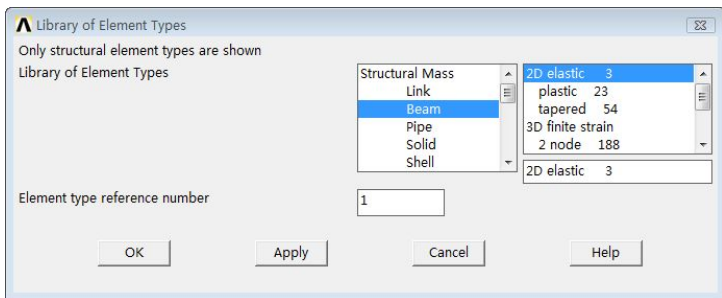 Library of Element Types
Only structural element types are shown
Library of Element Types
Structural Mass
Link
Beam
Pipe
Solid
Shell
2D elastic 3
plastic 23
tapered 54
3D finite strain
2 node 188
2D elastic 3
Element type reference number
1
OK
Apply
Cancel
Help